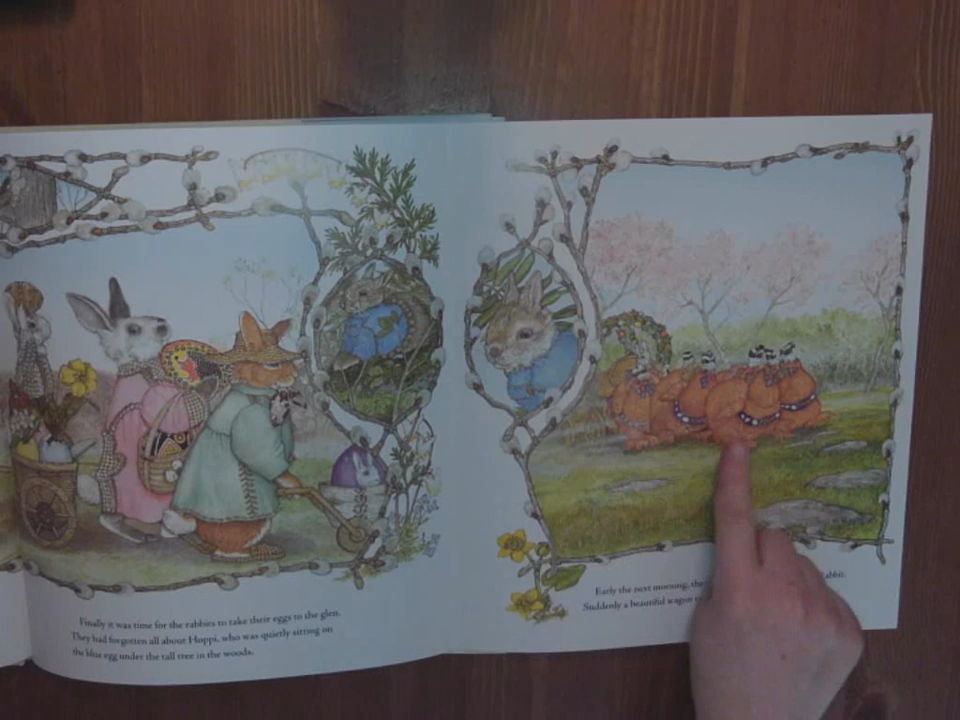 Finally it was time for the rabbits to take their eggs to the glen.
They had forgotten all about Hoppi, who was quietly sitting on
the blue egg under the tall tree in the woods.
Early the next morning, the
Suddenly a beautiful wagon